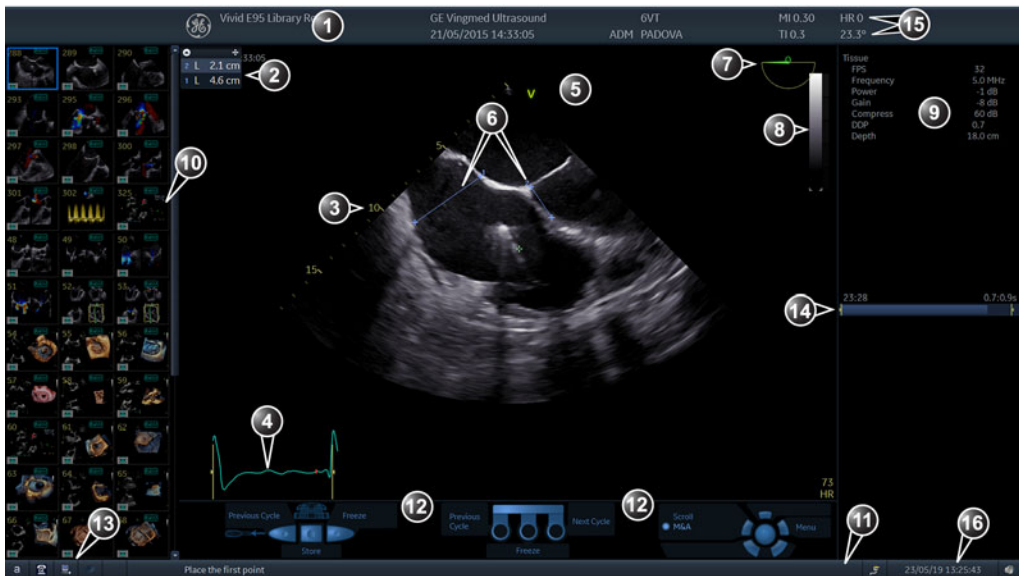 Vivid E95 Library R
GE Vingmed Ultrasound
6VT
MI 0.30
HR 0
21/05/2015 14:33:05
ADM PADOVA
TI 0.3
23.3°
1
15
288
289
290
33:05
2 L 2.1 cm
1 L 4.6 cm
2
V
5
7
Tissue
FPS 32
Frequency 5.0 MHz
Power -1 dB
Gain -8 dB
Compress 60 dB
DDP 0.7
Depth 18.0 cm
9
293
295
296
6
8
297
298
300
10
5
301
302
325
3
10
48
49
50
15
51
52
53
23:28
0.7:0.9s
14
54
55
56
57
58
59
60
61
62
4
63
64
65
73
HR
66
67
68
13
Previous Cycle
Freeze
Store
12
Previous
Cycle
Next Cycle
Freeze
12
Scroll
M&A
Menu
11
16
a
Place the first point
23/05/19 13:25:43